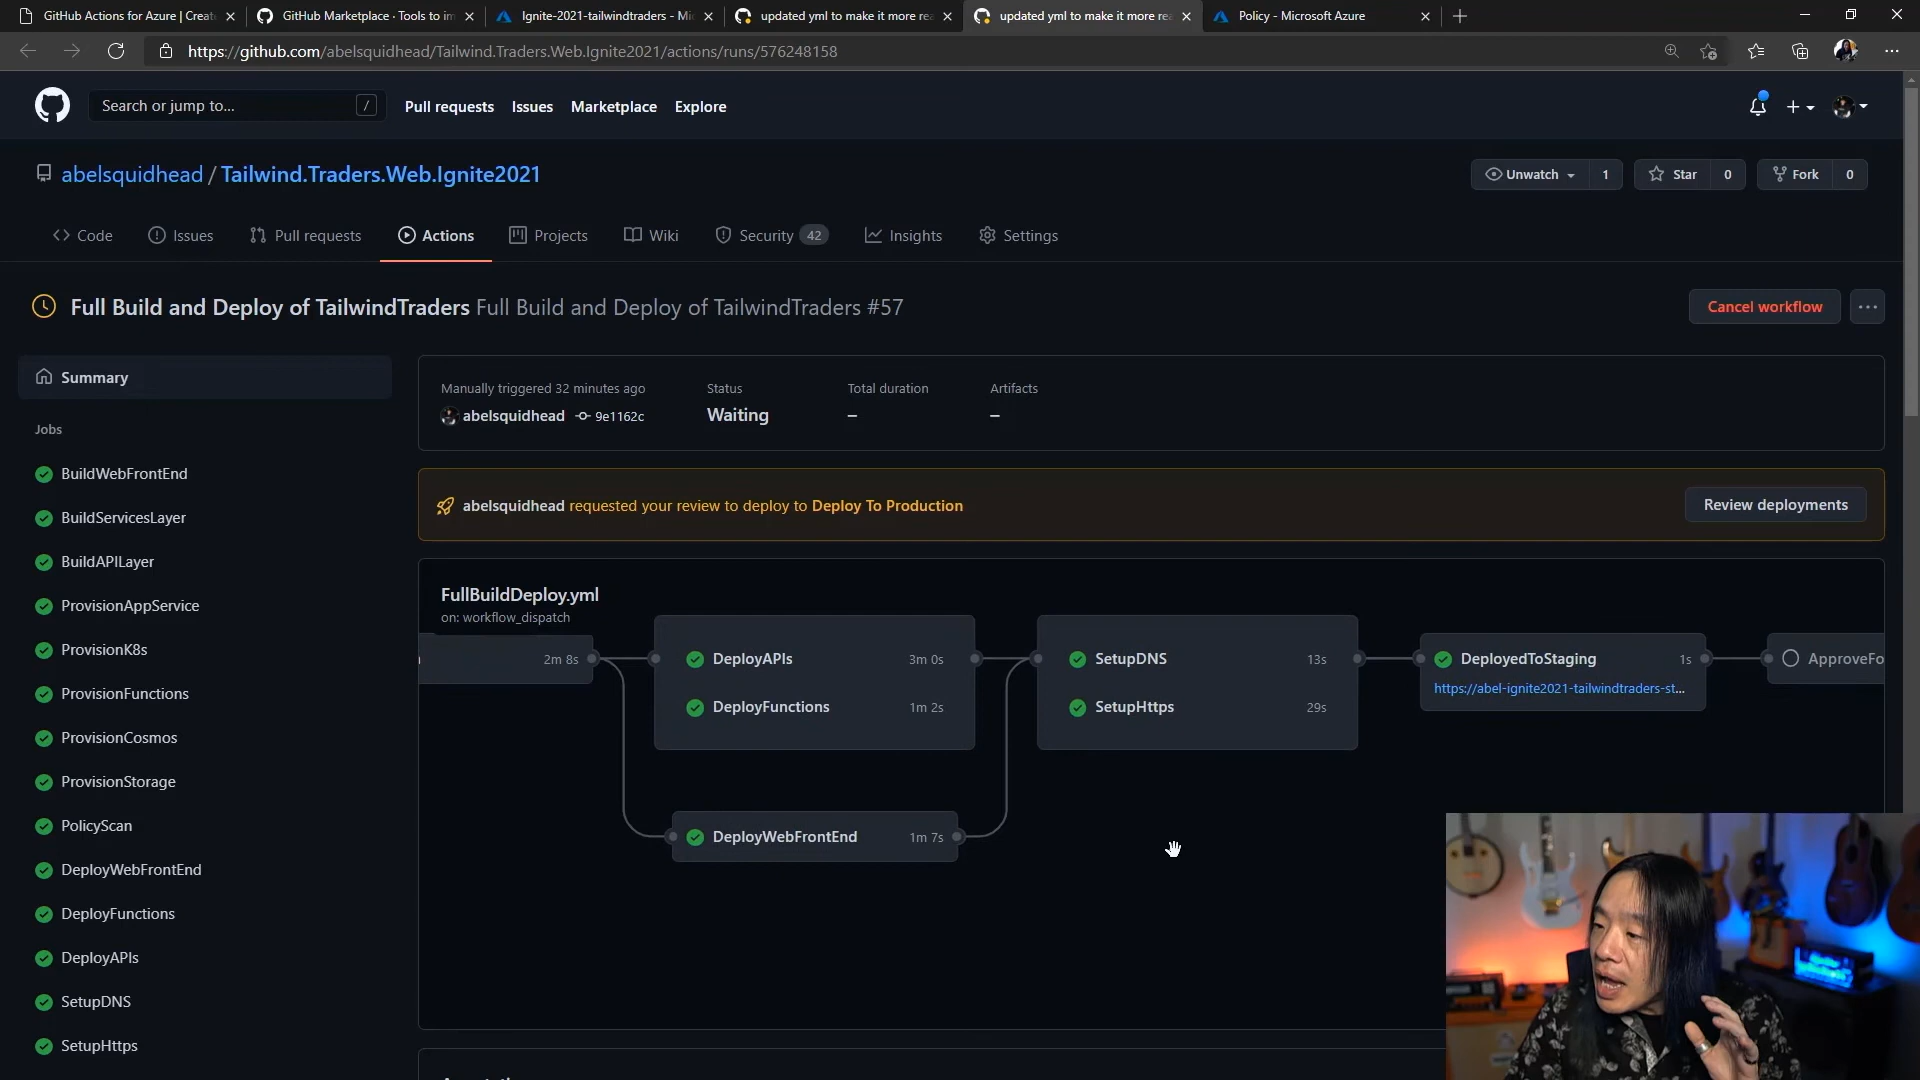 GitHub Actions for Azure | Creat
GitHub Marketplace · Tools to im
Ignite-2021-tailwindtraders - Mi
updated yml to make it more rea
updated yml to make it more rea
Policy - Microsoft Azure
https://github.com/abelsquidhead/Tailwind.Traders.Web.Ignite2021/actions/runs/576248158
Search or jump to...
/
Pull requests
Issues
Marketplace
Explore
abelsquidhead / Tailwind.Traders.Web.Ignite2021
Unwatch
1
Star
0
Fork
0
Code
Issues
Pull requests
Actions
Projects
Wiki
Security 42
Insights
Settings
Full Build and Deploy of TailwindTraders Full Build and Deploy of TailwindTraders #57
Cancel workflow
Summary
Jobs
BuildWebFrontEnd
BuildServicesLayer
BuildAPILayer
ProvisionAppService
ProvisionK8s
ProvisionFunctions
ProvisionCosmos
ProvisionStorage
PolicyScan
DeployWebFrontEnd
DeployFunctions
DeployAPIs
SetupDNS
SetupHttps
Manually triggered 32 minutes ago
abelsquidhead 9e1162c
Status
Waiting
Total duration
–
Artifacts
–
abelsquidhead requested your review to deploy to Deploy To Production
Review deployments
FullBuildDeploy.yml
on: workflow_dispatch
2m 8s
DeployAPIs 3m 0s
DeployFunctions 1m 2s
DeployWebFrontEnd 1m 7s
SetupDNS 13s
SetupHttps 29s
DeployedToStaging 1s
https://abel-ignite2021-tailwindtraders-st...
ApproveFo